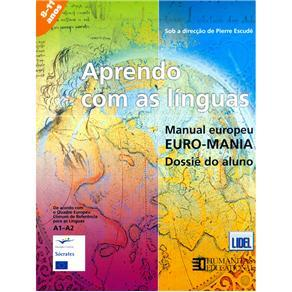 8-11
anos
Sob a direcção de Pierre Escudé
Aprendo
com as línguas
Manual europeu
EURO-MANIA
Dossiê do aluno
De acordo com
o Quadro Europeu
Comum de Referência
para as Línguas
A1-A2
Sócrates
LIDEL
HUMANITAS
EDUCATIONAL